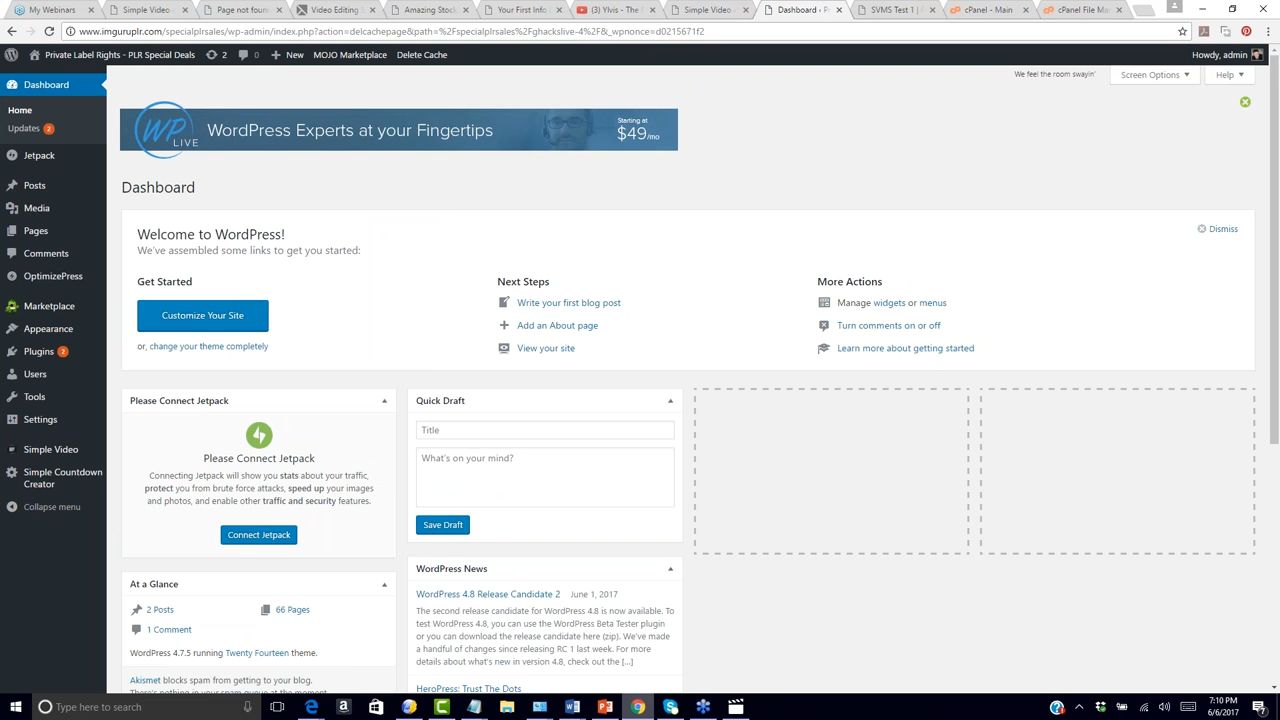 My Webinars
Simple Video
Page not foun
Video Editing
Amazing Stock
Your First Info
(3) Ylvis - The
Simple Video
Dashboard ‹ P
SVMS Test 1 |
cPanel - Main
cPanel File Ma
www.imguruplr.com/specialplrsales/wp-admin/index.php?action=delcachepage&path=%2Fspecialplrsales%2Fghackslive-4%2F&_wpnonce=d0215671f2
Private Label Rights - PLR Special Deals
2
0
New
MOJO Marketplace
Delete Cache
Howdy, admin
Dashboard
Home
Updates 2
Jetpack
Posts
Media
Pages
Comments
OptimizePress
Marketplace
Appearance
Plugins 2
Users
Tools
Settings
Simple Video
Simple Countdown
Creator
Collapse menu
We feel the room swayin'
Screen Options
Help
WP
LIVE
WordPress Experts at your Fingertips
Starting at
$49/mo
Dashboard
Welcome to WordPress!
We've assembled some links to get you started:
Dismiss
Get Started
Customize Your Site
or, change your theme completely
Next Steps
Write your first blog post
Add an About page
View your site
More Actions
Manage widgets or menus
Turn comments on or off
Learn more about getting started
Please Connect Jetpack
Please Connect Jetpack
Connecting Jetpack will show you stats about your traffic,
protect you from brute force attacks, speed up your images
and photos, and enable other traffic and security features.
Connect Jetpack
At a Glance
2 Posts
66 Pages
1 Comment
WordPress 4.7.5 running Twenty Fourteen theme.
Akismet blocks spam from getting to your blog.
There's nothing in your spam queue at the moment.
Quick Draft
Title
What's on your mind?
Save Draft
WordPress News
WordPress 4.8 Release Candidate 2 June 1, 2017
The second release candidate for WordPress 4.8 is now available. To
test WordPress 4.8, you can use the WordPress Beta Tester plugin
or you can download the release candidate here (zip). We've made
a handful of changes since releasing RC 1 last week. For more
details about what's new in version 4.8, check out the […]
HeroPress: Trust The Dots
Type here to search
7:10 PM
6/6/2017